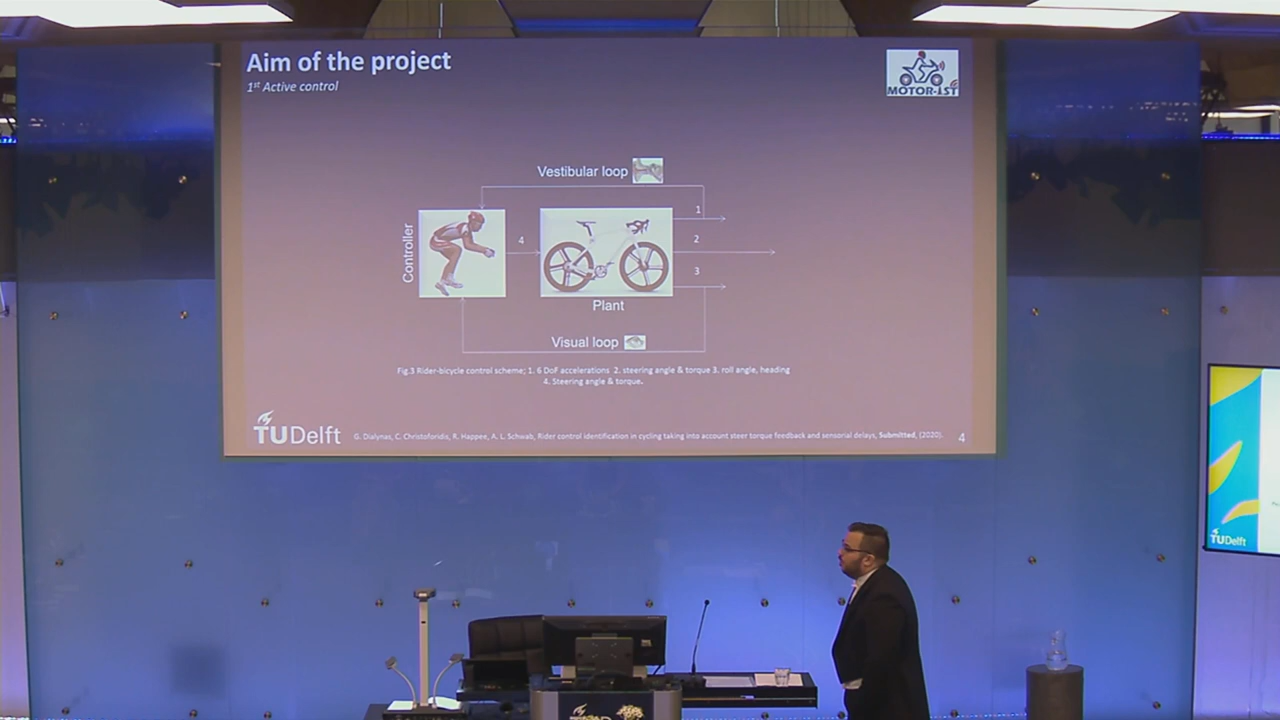 Aim of the project
1st Active control
MOTOR-IST
Vestibular loop
1
Controller
4
2
3
Plant
Visual loop
Fig.3 Rider-bicycle control scheme; 1. 6 DoF accelerations 2. steering angle & torque 3. roll angle, heading
4. Steering angle & torque.
TUDelft
G. Dialynas, C. Christoforidis, R. Happee, A. L. Schwab, Rider control identification in cycling taking into account steer torque feedback and sensorial delays, Submitted, (2020).
4
TUDelft